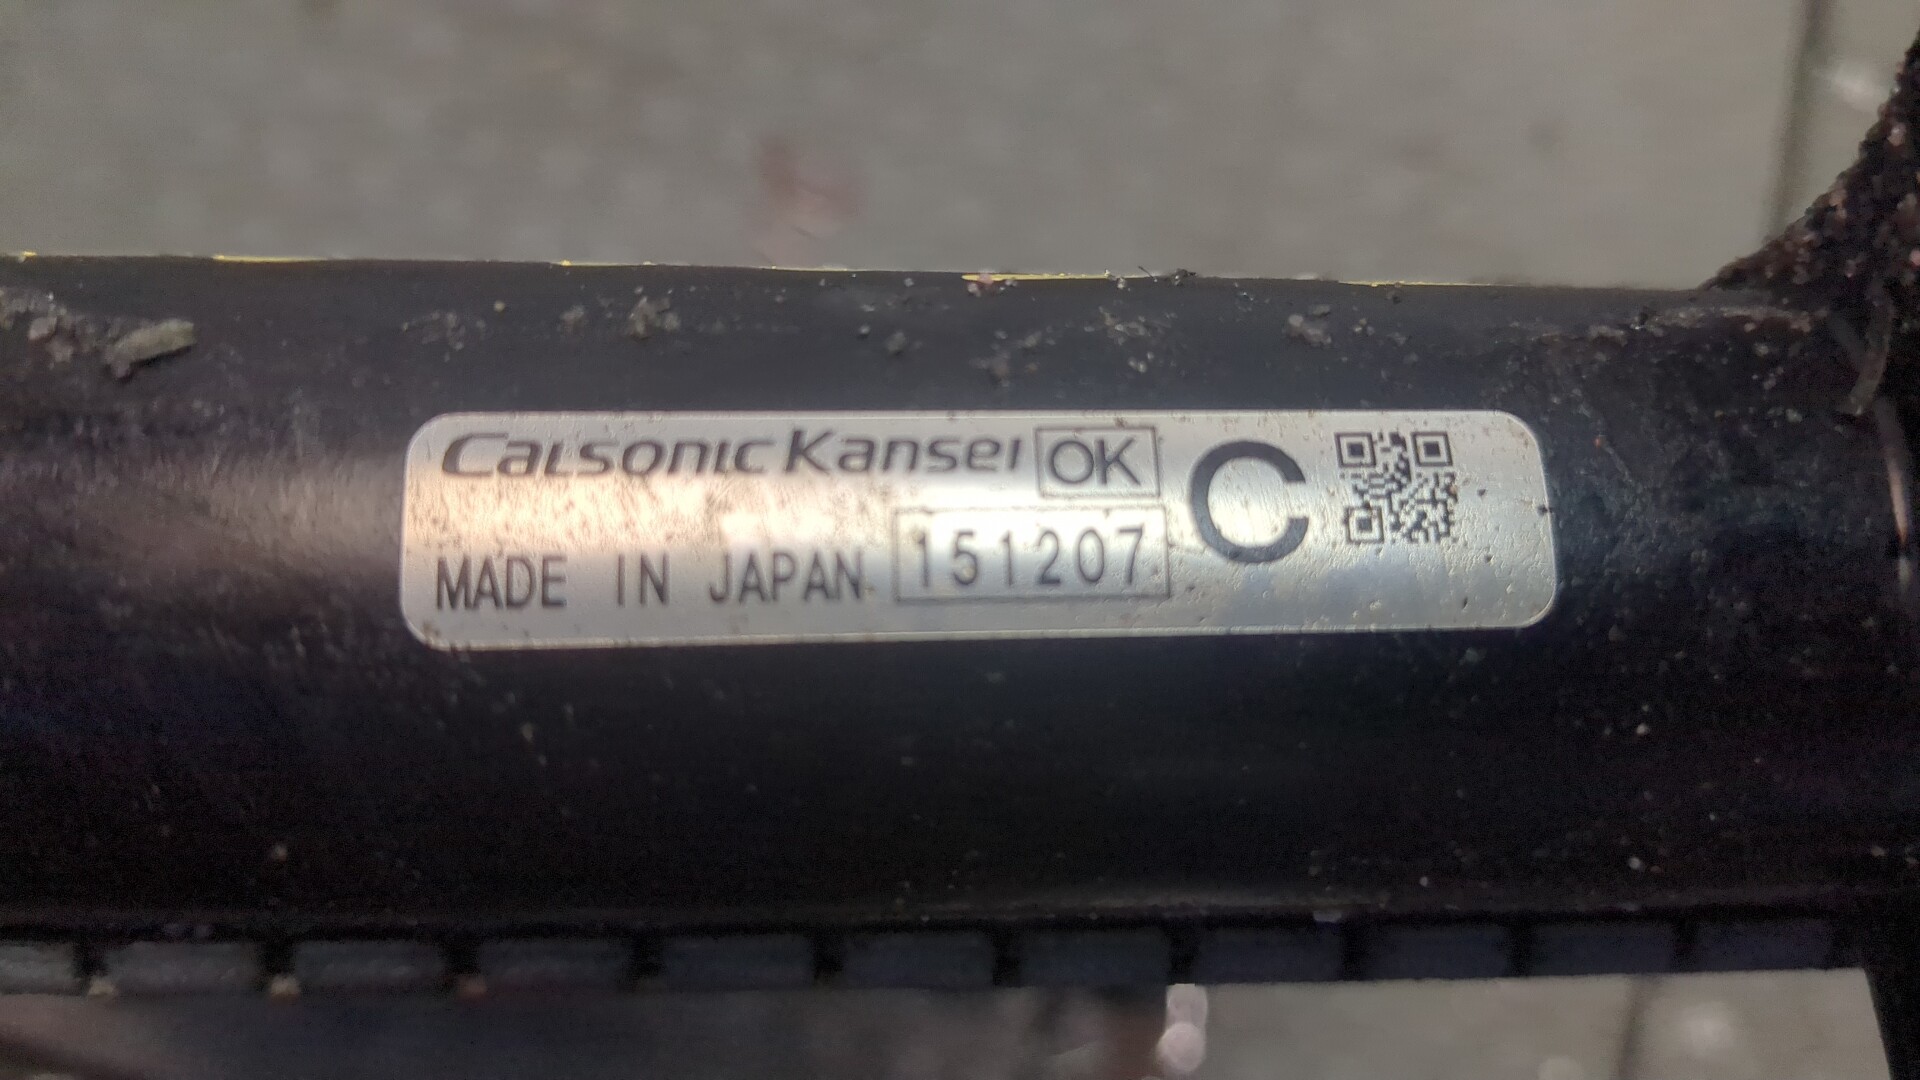 CalsonicKansei OK C
MADE IN JAPAN 151207